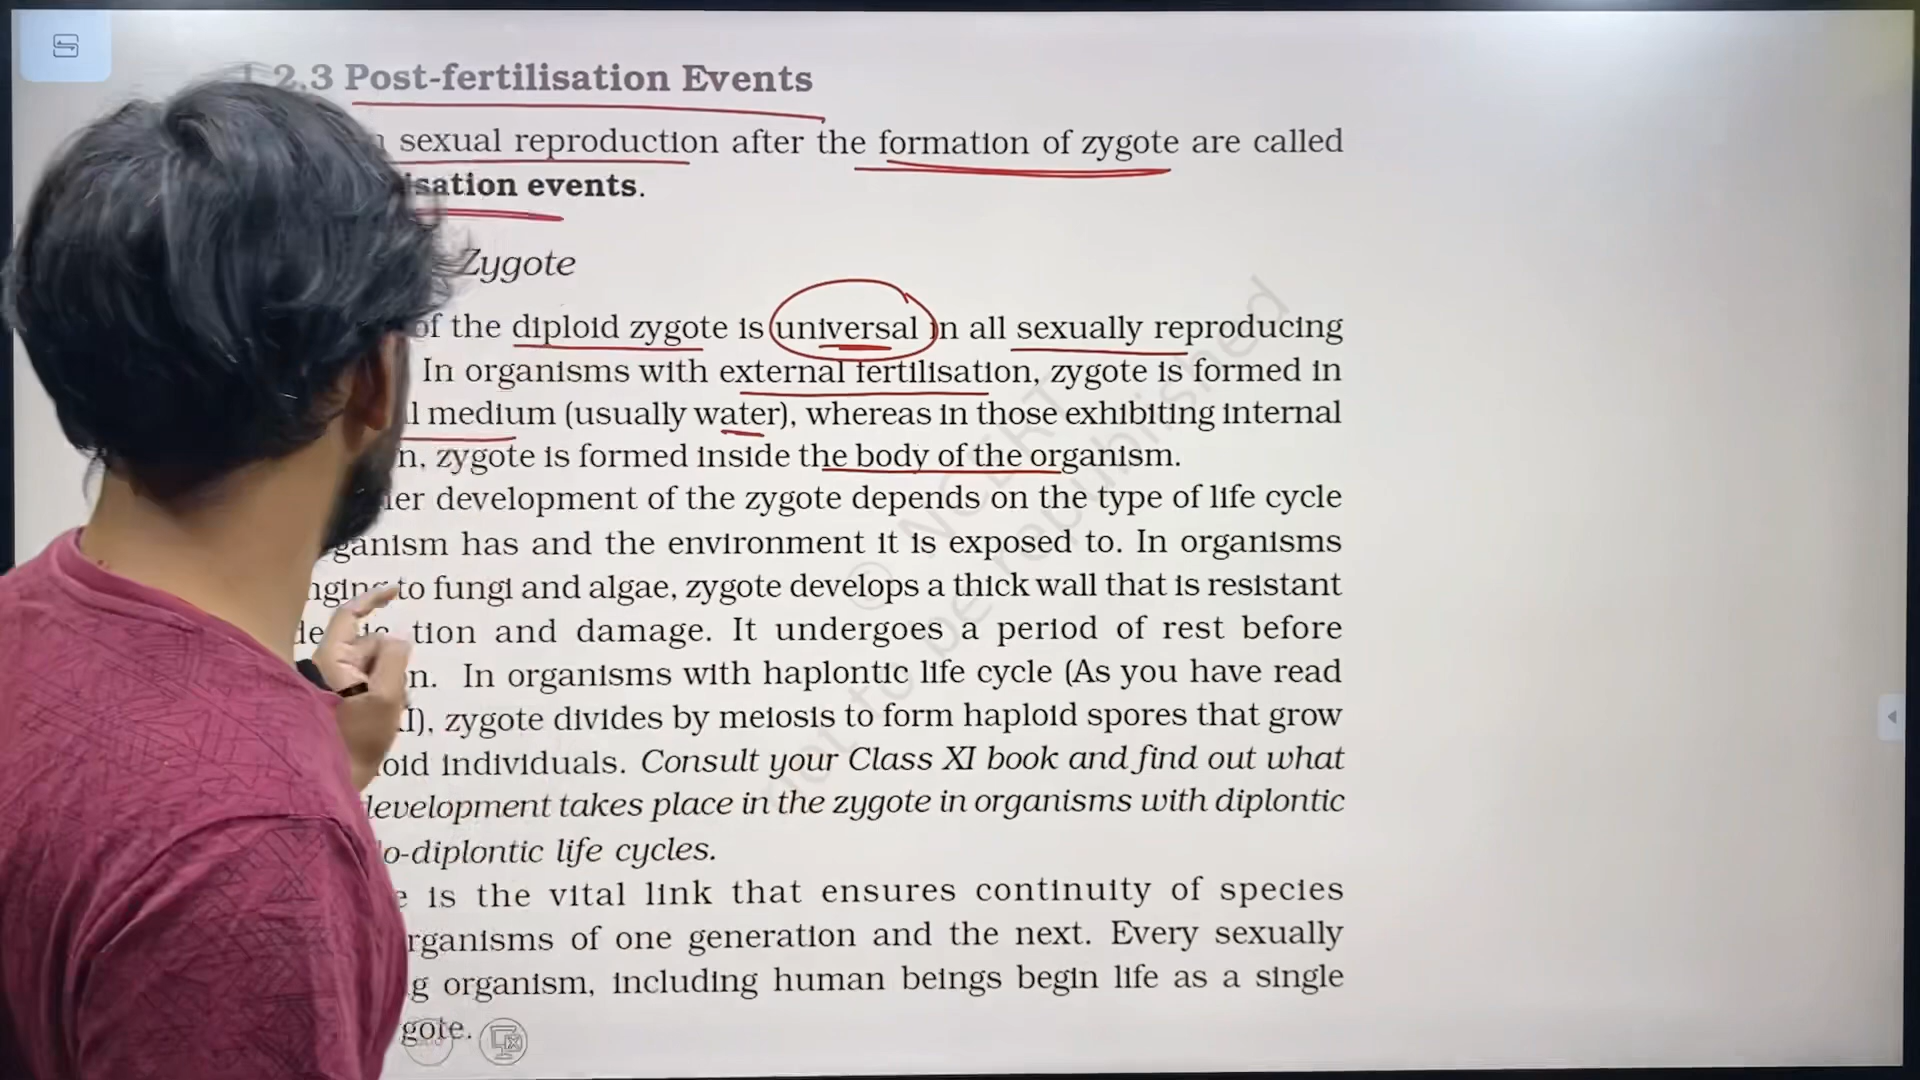 1.2.3 Post-fertilisation Events
sexual reproduction after the formation of zygote are called
isation events.
Zygote
of the diploid zygote is universal in all sexually reproducing
In organisms with external fertilisation, zygote is formed in
l medium (usually water), whereas in those exhibiting internal
n, zygote is formed inside the body of the organism.
er development of the zygote depends on the type of life cycle
ganism has and the environment it is exposed to. In organisms
nging to fungi and algae, zygote develops a thick wall that is resistant
tion and damage. It undergoes a period of rest before
n. In organisms with haplontic life cycle (As you have read
XI), zygote divides by meiosis to form haploid spores that grow
oid individuals. Consult your Class XI book and find out what
development takes place in the zygote in organisms with diplontic
o-diplontic life cycles.
e is the vital link that ensures continuity of species
rganisms of one generation and the next. Every sexually
g organism, including human beings begin life as a single
gote.
© NCERT
not to be republished